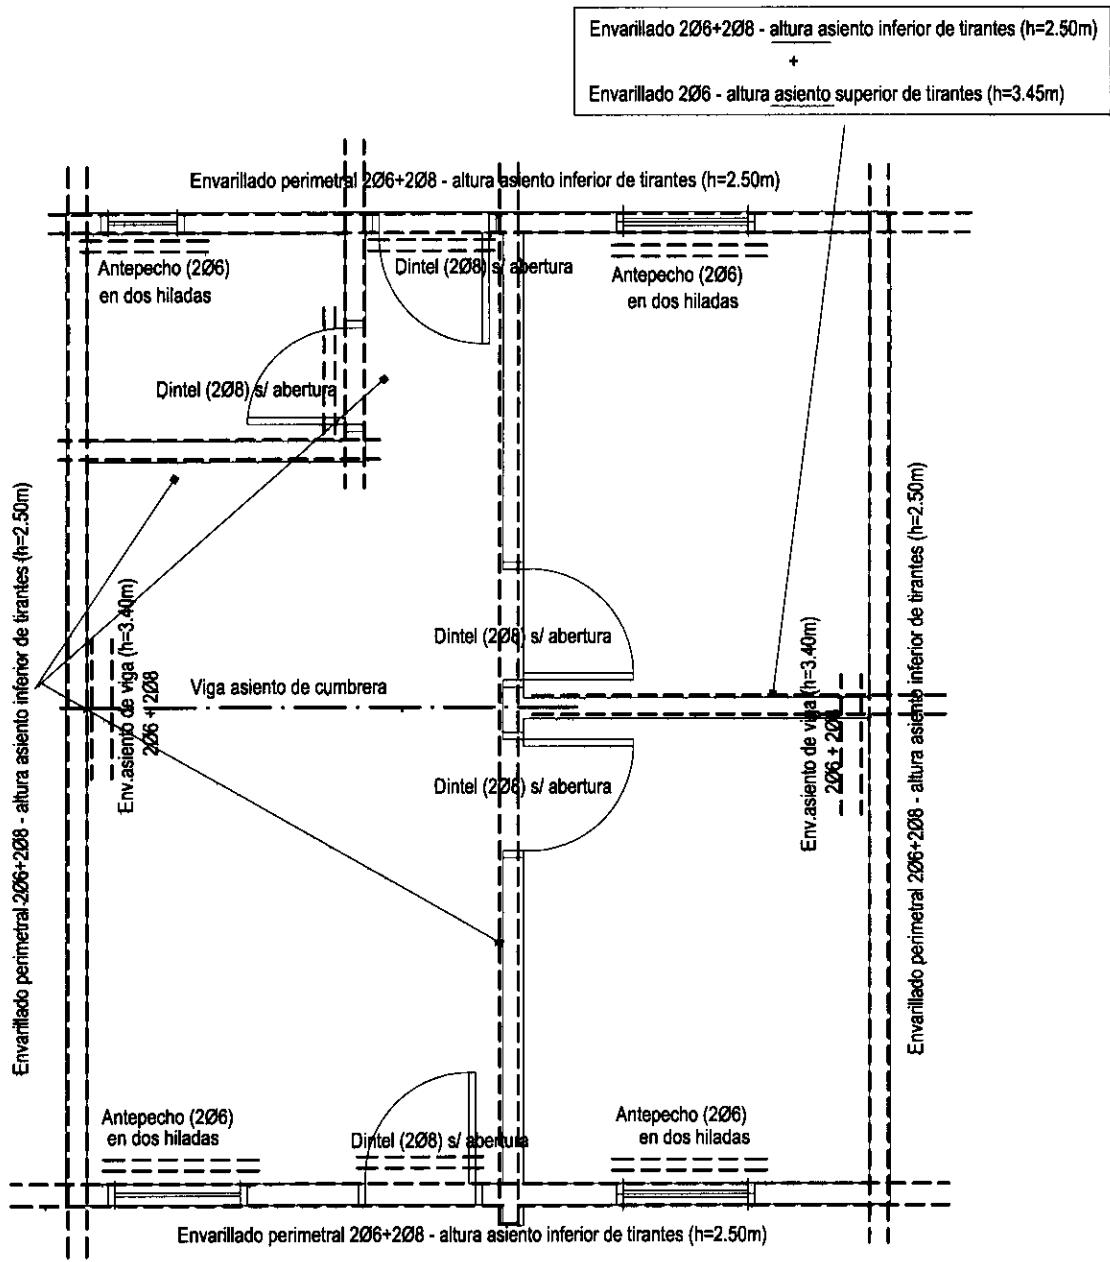 Envarillado 2Ø6+2Ø8 - altura asiento inferior de tirantes (h=2.50m)
+
Envarillado 2Ø6 - altura asiento superior de tirantes (h=3.45m)
Envarillado perimetral 2Ø6+2Ø8 - altura asiento inferior de tirantes (h=2.50m)
Antepecho (2Ø6)
en dos hiladas
Dintel (2Ø8) s/ abertura
Antepecho (2Ø6)
en dos hiladas
Dintel (2Ø8) s/ abertura
Envarillado perimetral 2Ø6+2Ø8 - altura asiento inferior de tirantes (h=2.50m)
Env.asiento de viga (h=3.40m)
2Ø6 + 2Ø8
Viga asiento de cumbrera
Dintel (2Ø8) s/ abertura
Dintel (2Ø8) s/ abertura
Env.asiento de viga (h=3.40m)
2Ø6 + 2Ø8
Envarillado perimetral 2Ø6+2Ø8 - altura asiento inferior de tirantes (h=2.50m)
Antepecho (2Ø6)
en dos hiladas
Dintel (2Ø8) s/ abertura
Antepecho (2Ø6)
en dos hiladas
Envarillado perimetral 2Ø6+2Ø8 - altura asiento inferior de tirantes (h=2.50m)